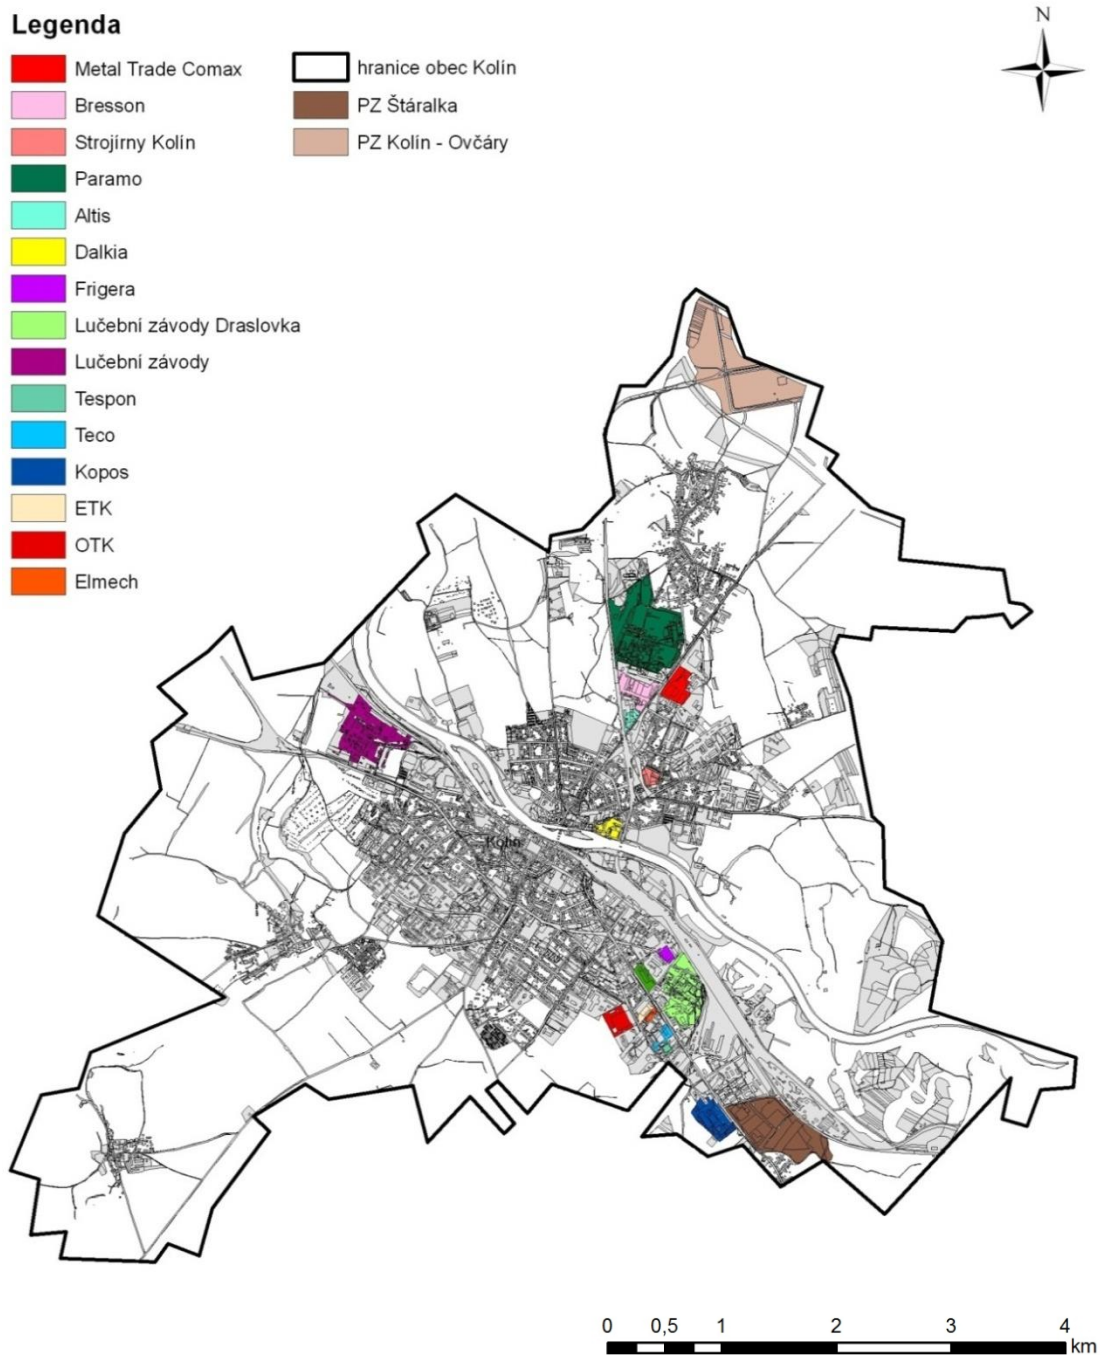 Legenda
Metal Trade Comax
Bresson
Strojírny Kolín
Paramo
Altis
Dalkia
Frigera
Lučební závody Draslovka
Lučební závody
Tespon
Teco
Kopos
ETK
OTK
Elmech
hranice obec Kolín
PZ Štáralka
PZ Kolín - Ovčáry
N
Kolín
0 0,5 1 2 3 4
km